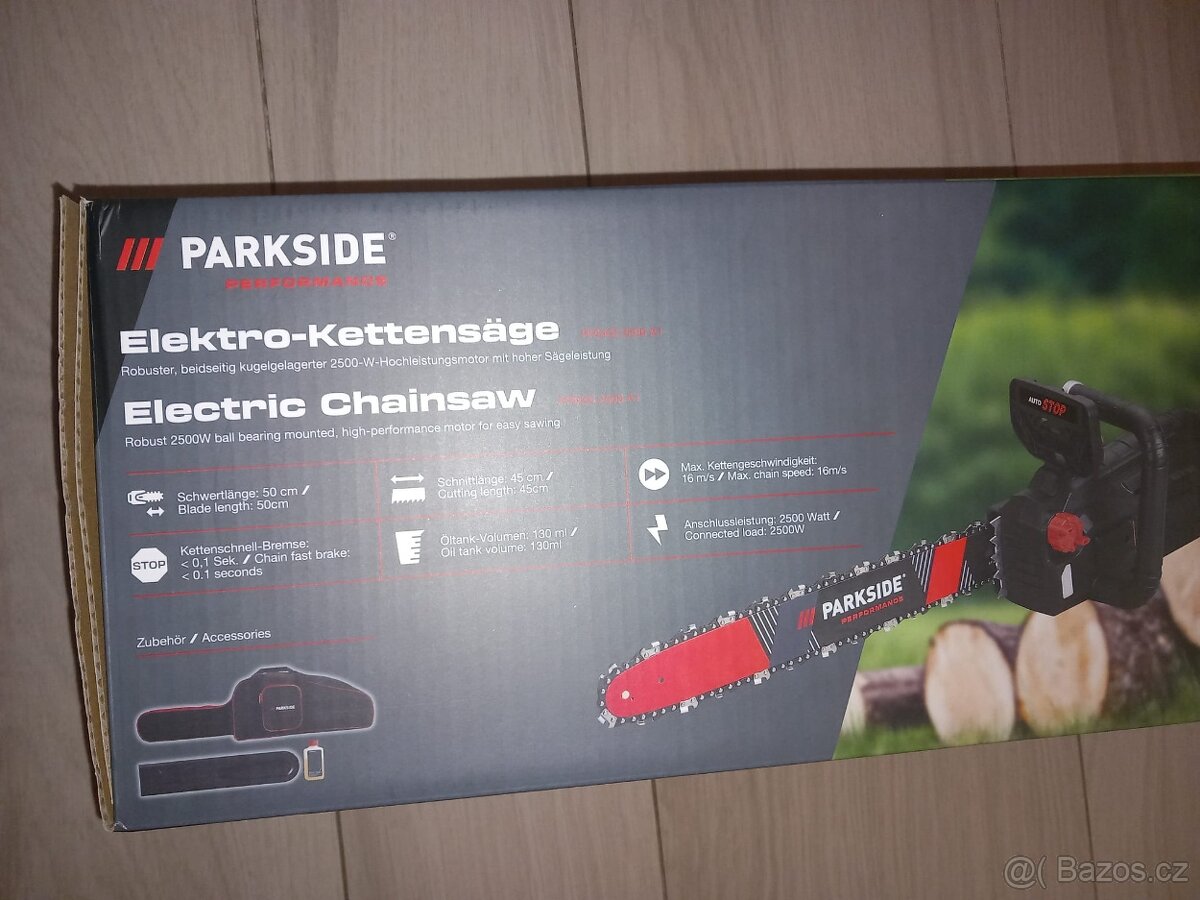 PARKSIDE®
PERFORMANCE
Elektro-Kettensäge
Robuster, beidseitig kugelgelagerter 2500-W-Hochleistungsmotor mit hoher Sägeleistung
Electric Chainsaw
Robust 2500W ball bearing mounted, high-performance motor for easy sawing
Schwertlänge: 50 cm /
Blade length: 50cm
Schnittlänge: 45 cm /
Cutting length: 45cm
Max. Kettengeschwindigkeit:
16 m/s / Max. chain speed: 16m/s
STOP
Kettenschnell-Bremse:
< 0,1 Sek. / Chain fast brake:
< 0.1 seconds
Öltank-Volumen: 130 ml /
Oil tank volume: 130ml
Anschlussleistung: 2500 Watt /
Connected load: 2500W
Zubehör / Accessories
PARKSIDE
AUTO STOP
PARKSIDE®
PERFORMANCE
@( Bazos.cz